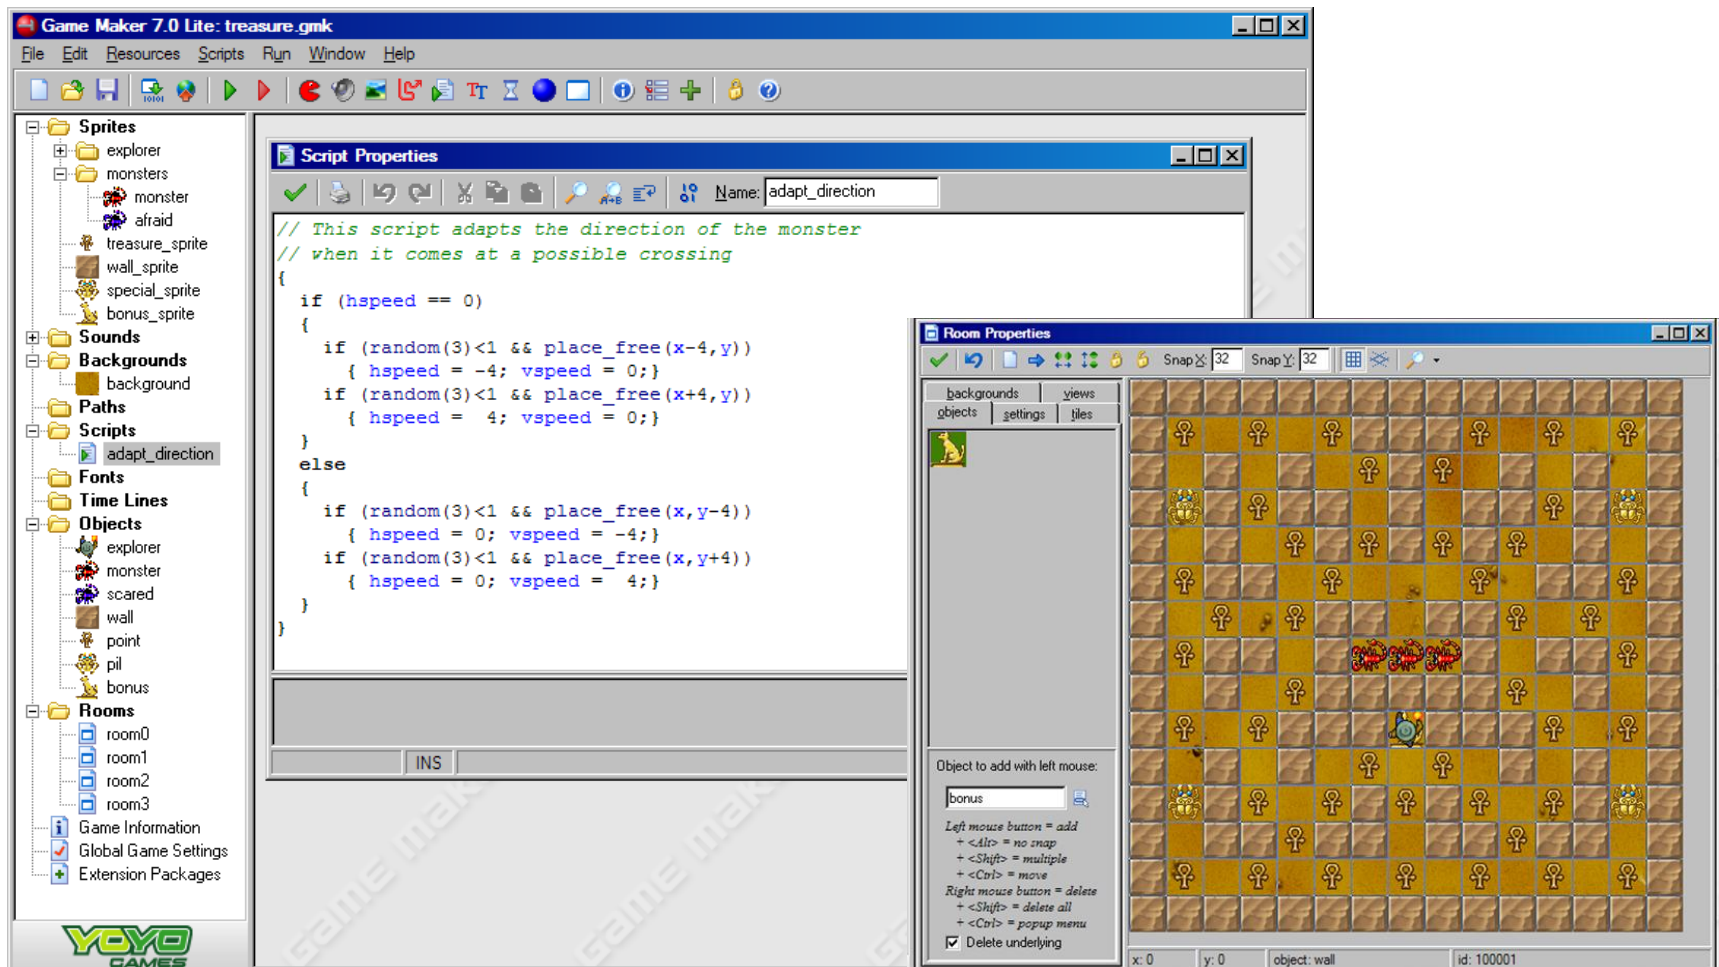 Game Maker 7.0 Lite: treasure.gmk
File Edit Resources Scripts Run Window Help
Sprites
explorer
monsters
monster
afraid
treasure_sprite
wall_sprite
special_sprite
bonus_sprite
Sounds
Backgrounds
background
Paths
Scripts
adapt_direction
Fonts
Time Lines
Objects
explorer
monster
scared
wall
point
pil
bonus
Rooms
room0
room1
room2
room3
Game Information
Global Game Settings
Extension Packages
YOYO
GAMES
Script Properties
Name: adapt_direction
// This script adapts the direction of the monster
// when it comes at a possible crossing
{
if (hspeed == 0)
{
if (random(3)<1 && place_free(x-4,y))
{ hspeed = -4; vspeed = 0;}
if (random(3)<1 && place_free(x+4,y))
{ hspeed =  4; vspeed = 0;}
}
else
{
if (random(3)<1 && place_free(x,y-4))
{ hspeed = 0; vspeed = -4;}
if (random(3)<1 && place_free(x,y+4))
{ hspeed = 0; vspeed =  4;}
}
}
INS
Room Properties
Snap X: 32 Snap Y: 32
backgrounds views
objects settings tiles
Object to add with left mouse:
bonus
Left mouse button = add
+ <Alt> = no snap
+ <Shift> = multiple
+ <Ctrl> = move
Right mouse button = delete
+ <Shift> = delete all
+ <Ctrl> = popup menu
Delete underlying
x: 0 y: 0 object: wall id: 100001